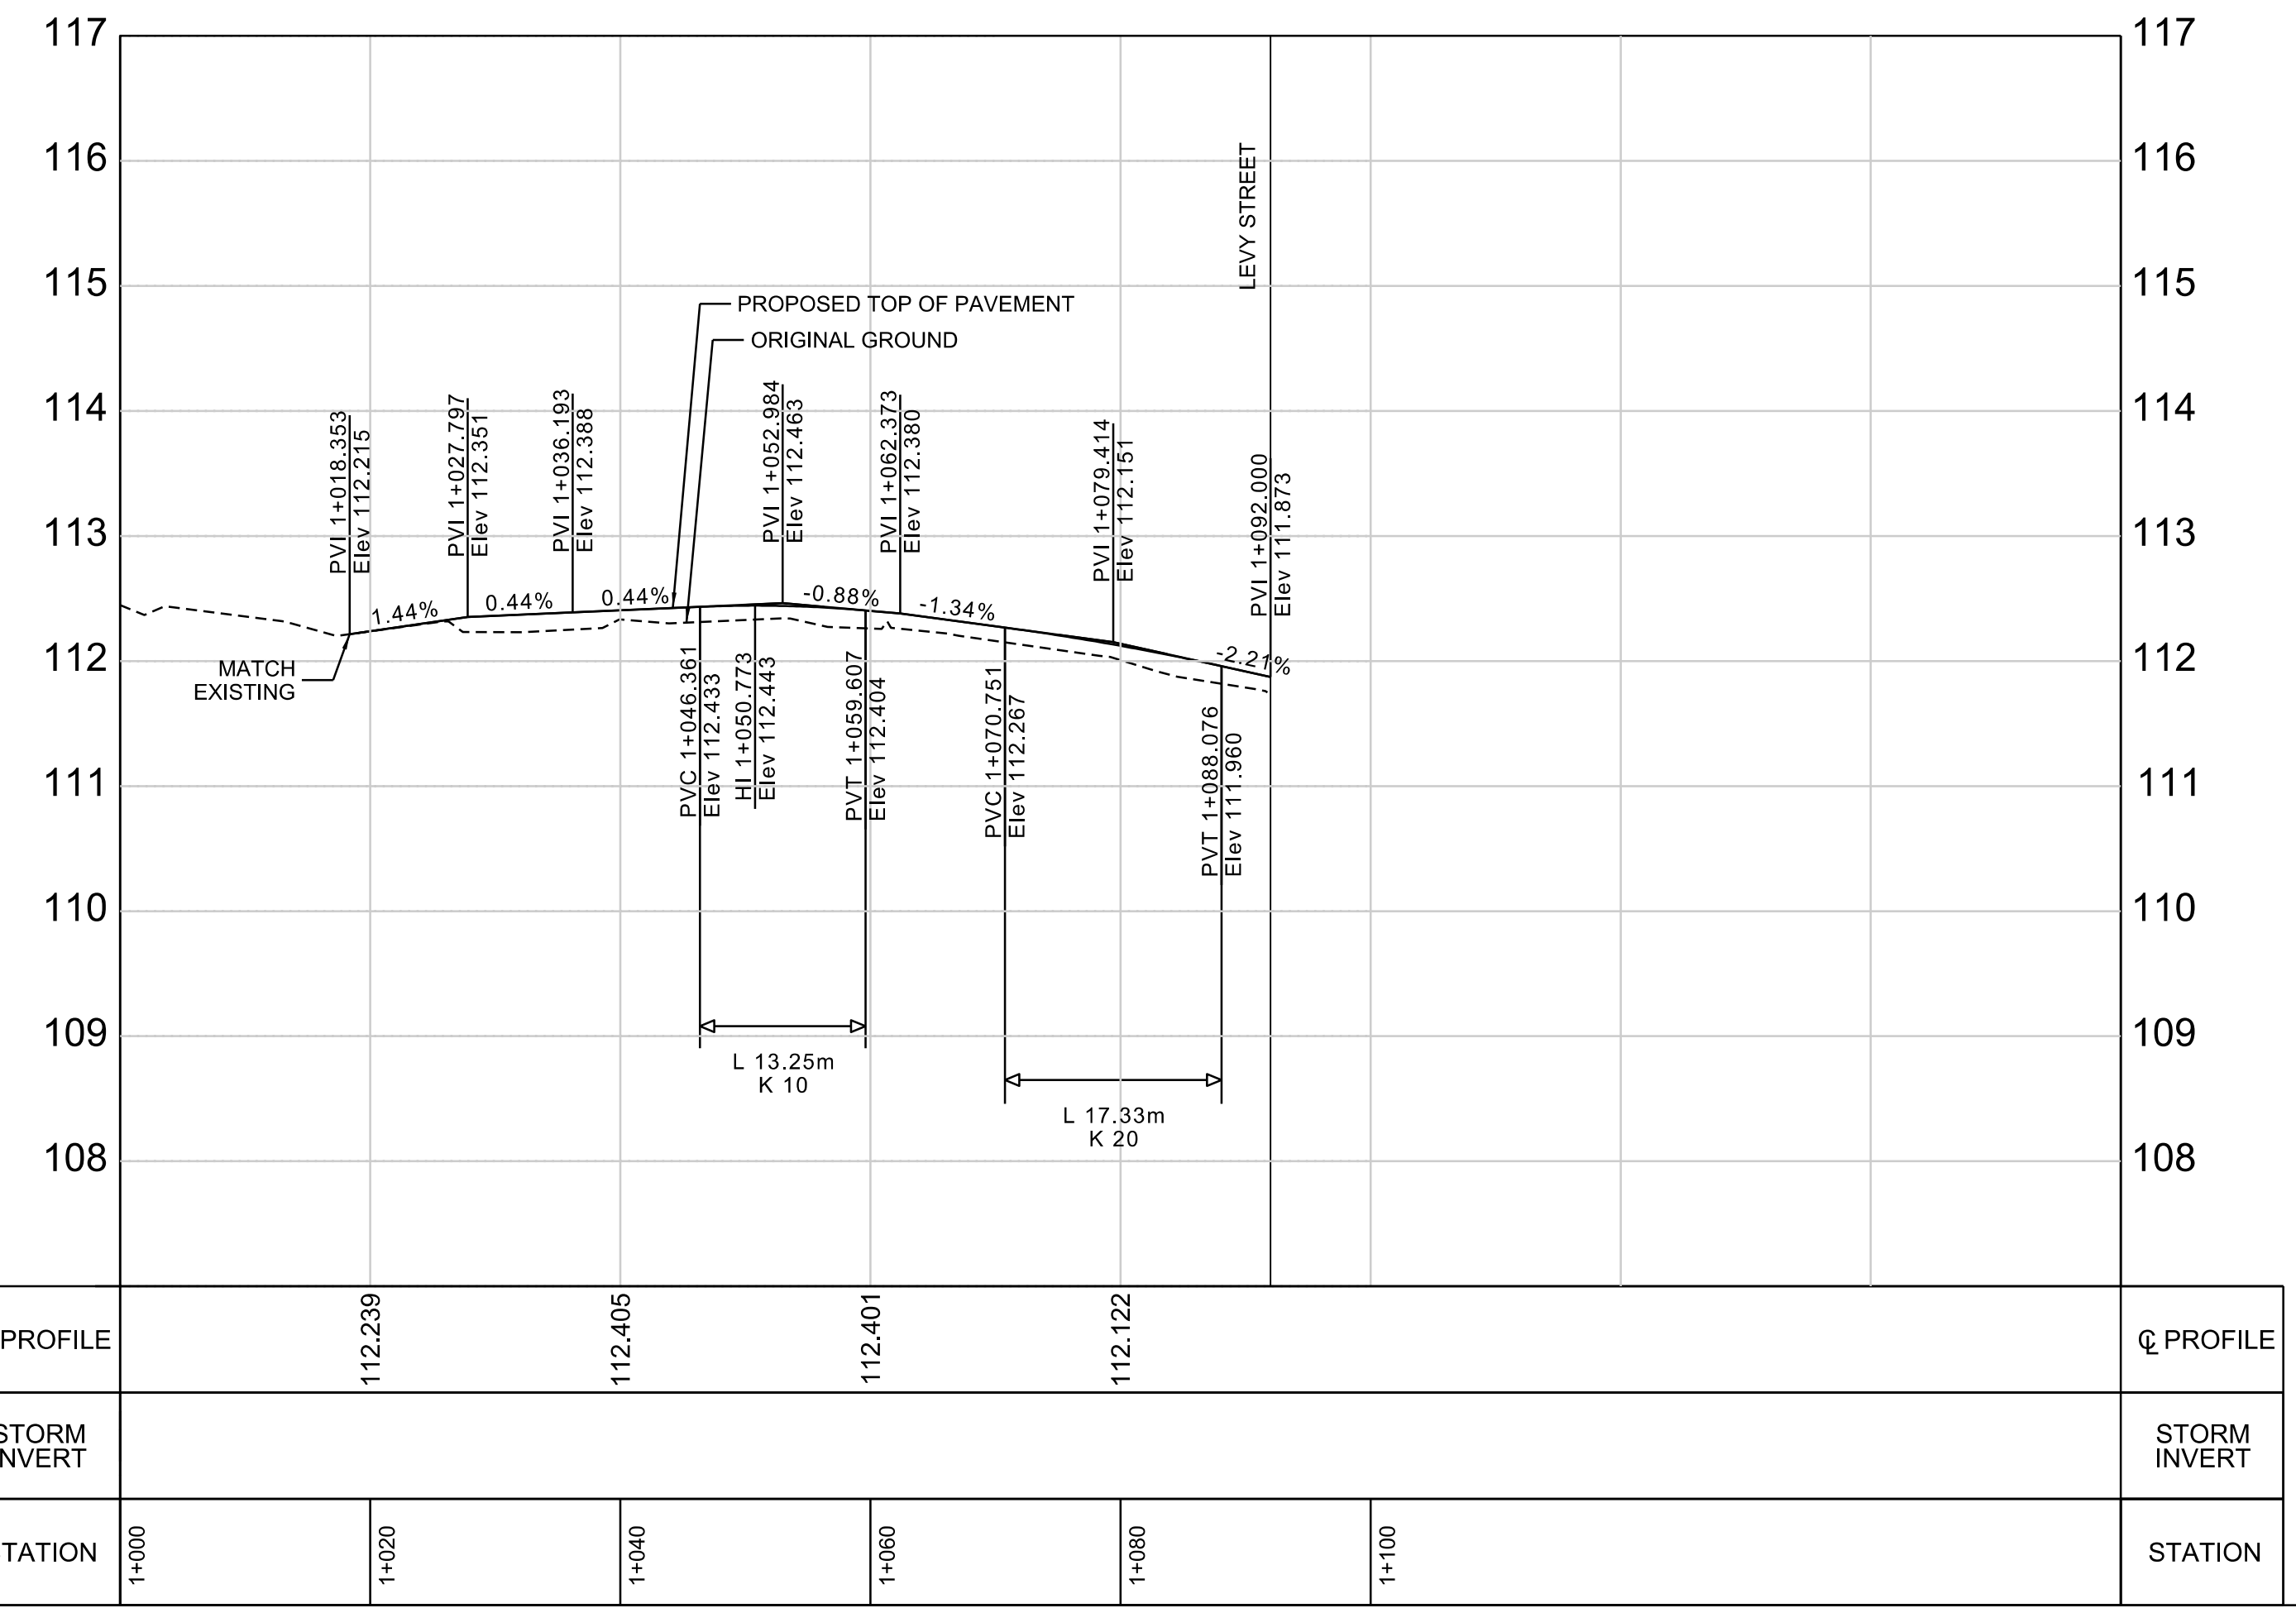 117
117
116
116
LEVY STREET
115
115
PROPOSED TOP OF PAVEMENT
ORIGINAL GROUND
114
114
PVI 1+018.353
Elev 112.215
PVI 1+027.797
Elev 112.351
PVI 1+036.193
Elev 112.388
PVI 1+052.984
Elev 112.463
PVI 1+062.373
Elev 112.380
PVI 1+079.414
Elev 112.151
PVI 1+092.000
Elev 111.873
113
113
1.44%
0.44%
0.44%
-0.88%
-1.34%
-2.21%
112
112
MATCH
EXISTING
PVC 1+046.361
Elev 112.433
HI 1+050.773
Elev 112.443
PVT 1+059.607
Elev 112.404
PVC 1+070.751
Elev 112.267
PVT 1+088.076
Elev 111.960
111
111
110
110
109
109
L 13.25m
K 10
L 17.33m
K 20
108
108
PROFILE
112.239
112.405
112.401
112.122
℄ PROFILE
STORM
NVERT
STORM
INVERT
TATION
1+000
1+020
1+040
1+060
1+080
1+100
STATION